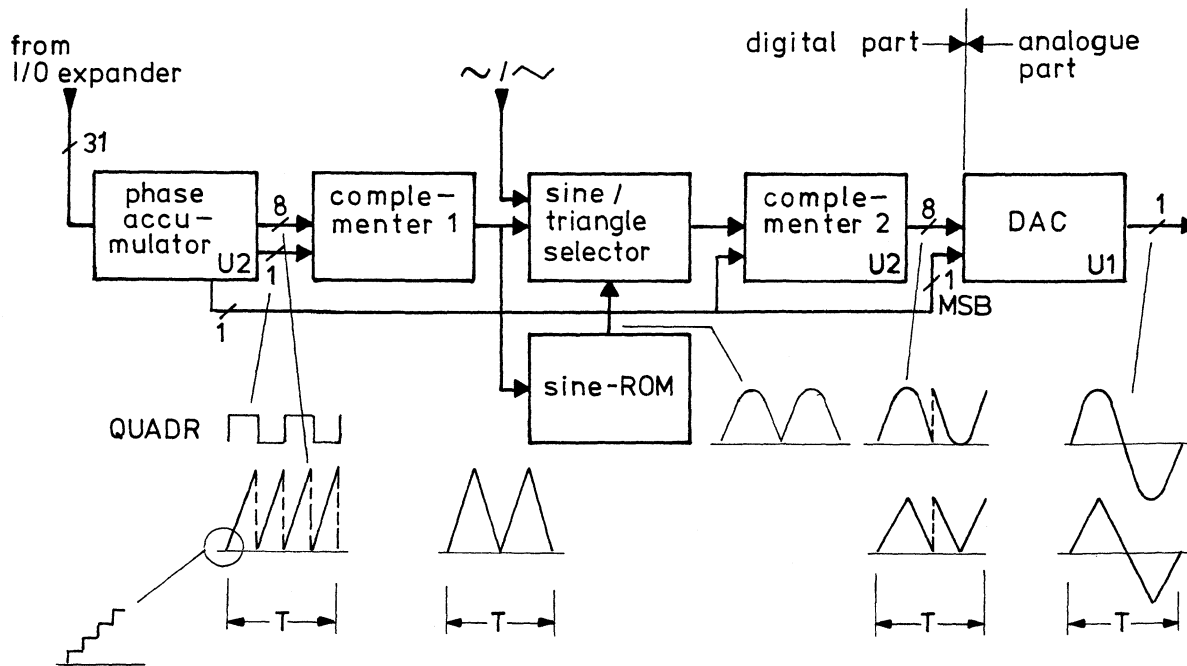 from
I/O expander
31
~/
digital part
analogue
part
phase
accu-
mulator
U2
8
1
1
comple-
menter 1
sine/
triangle
selector
comple-
menter 2
U2
8
1
MSB
DAC
U1
1
sine-ROM
QUADR
T
T
T
T